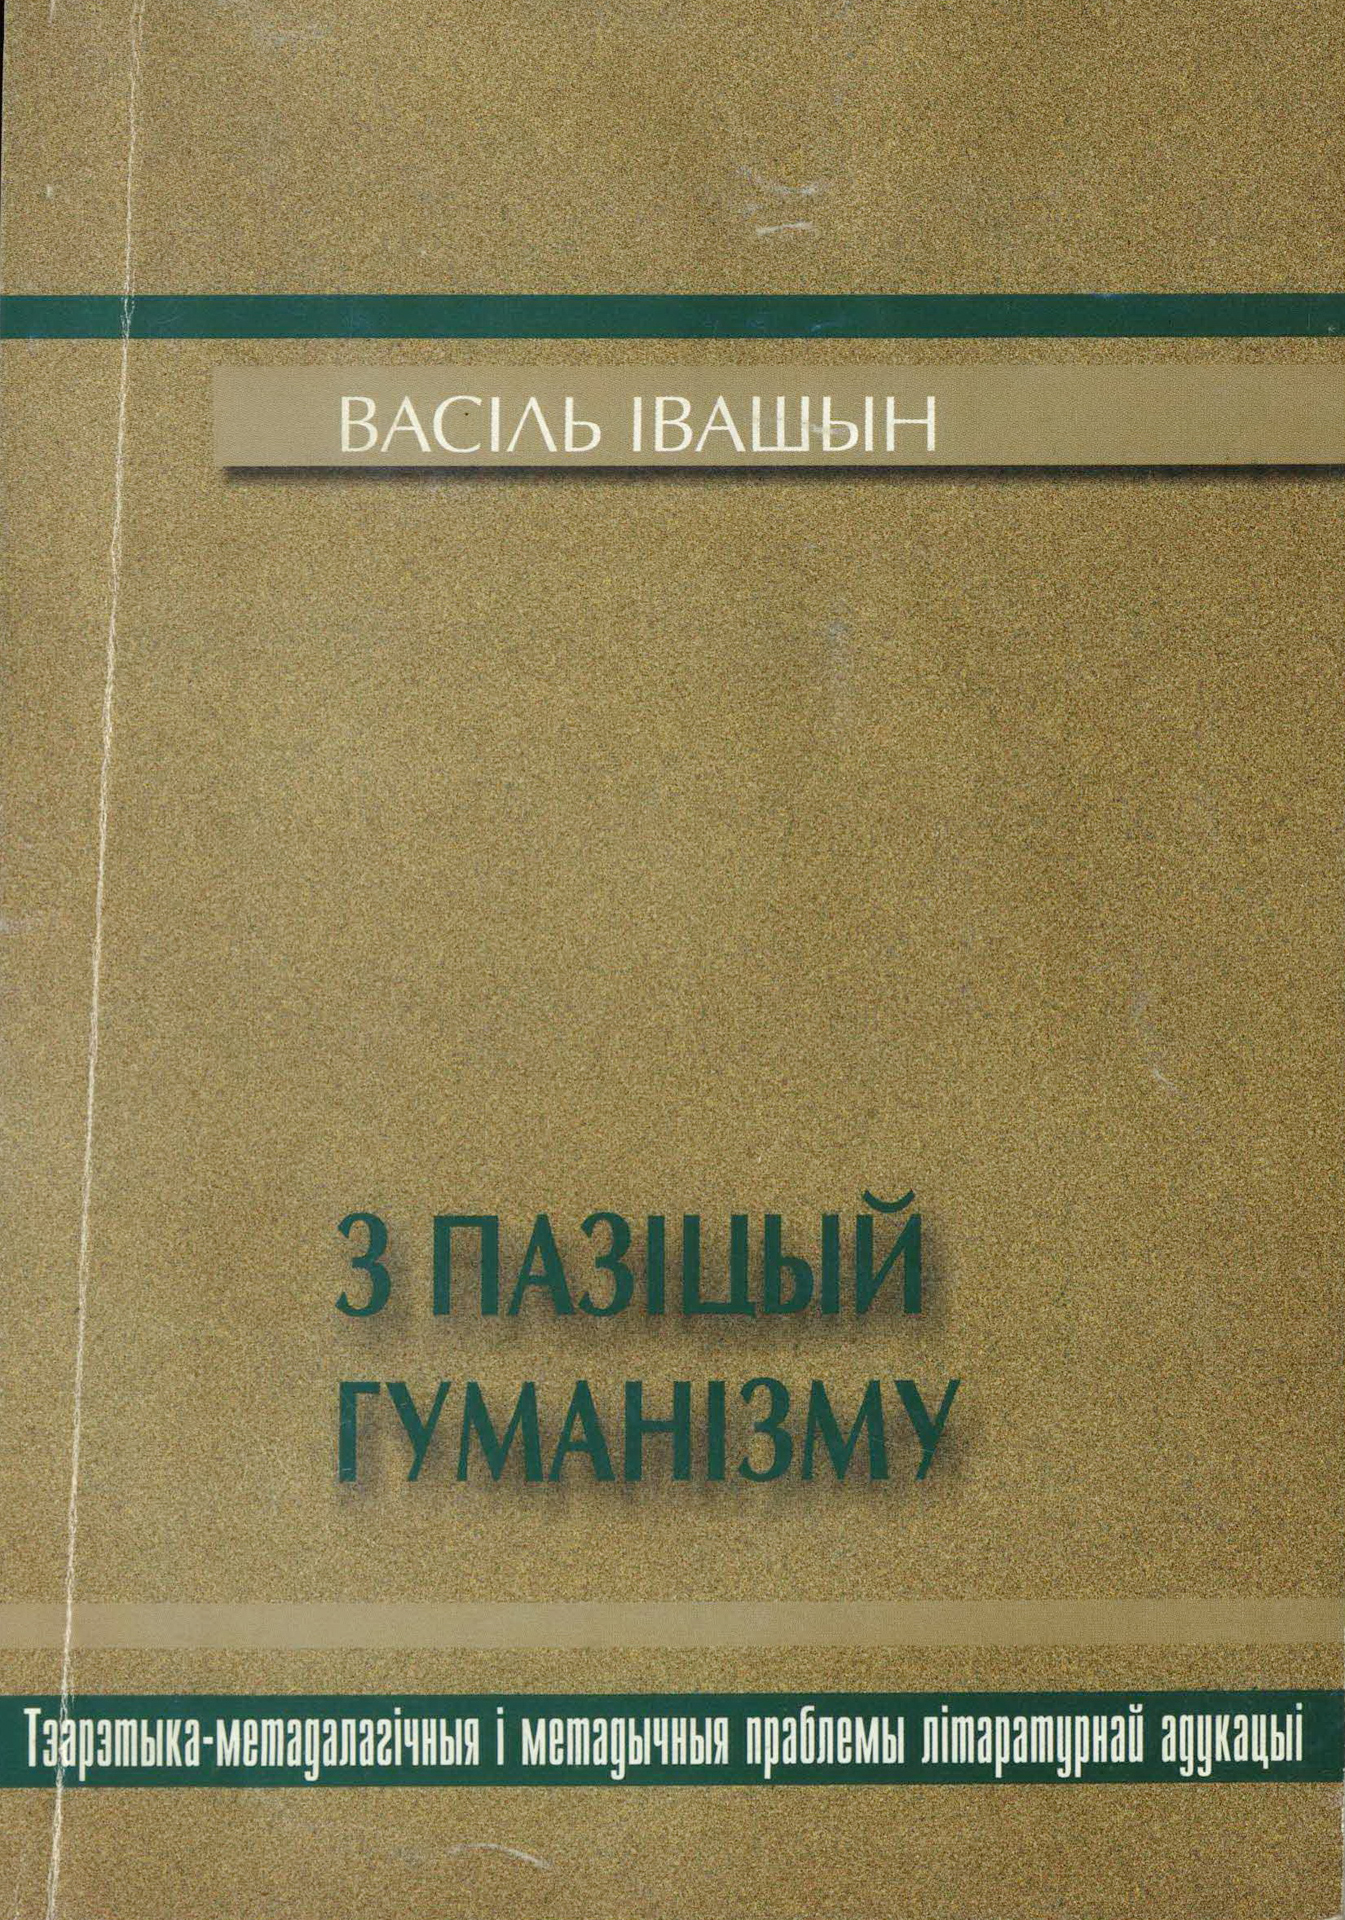 ВАСІЛЬ ІВАШЫН
З ПАЗІЦЫЙ
ГУМАНІЗМУ
Тэарэтыка-метадалагічныя і метадычныя праблемы літаратурнай адукацыі